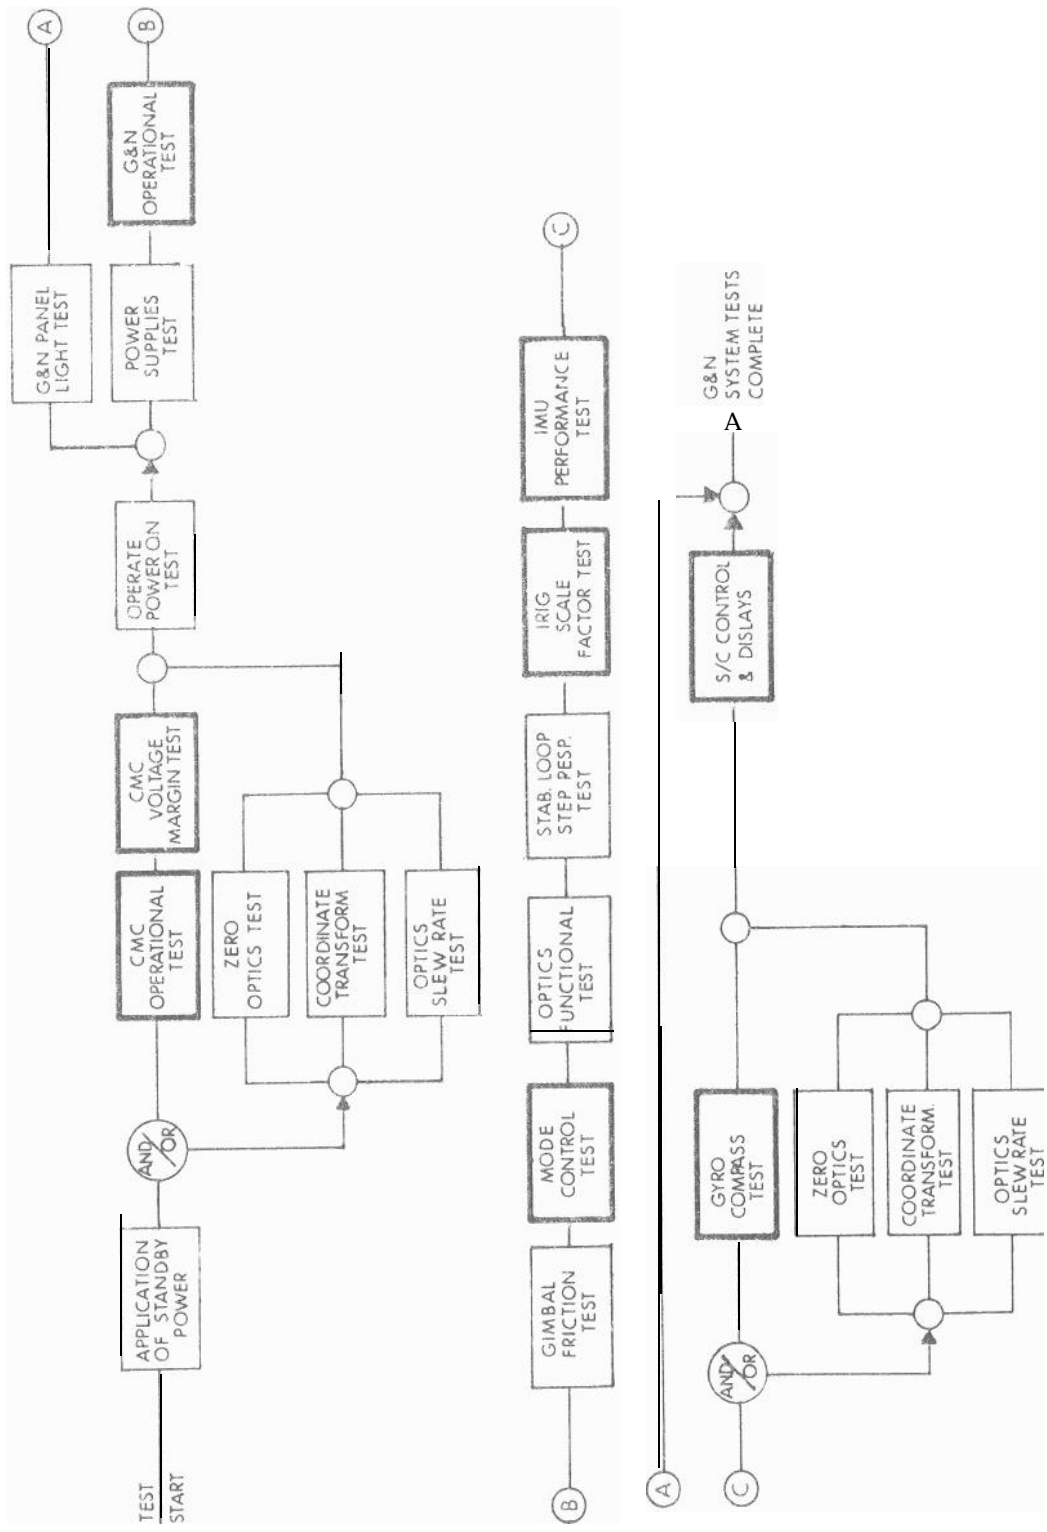 TEST
START
APPLICATION
OF STANDBY
POWER
AND/OR
CMC
OPERATIONAL
TEST
CMC
VOLTAGE
MARGIN TEST
ZERO
OPTICS TEST
COORDINATE
TRANSFORM
TEST
OPTICS
SLEW RATE
TEST
OPERATE
POWER ON
TEST
G&N PANEL
LIGHT TEST
A
POWER
SUPPLIES
TEST
G&N
OPERATIONAL
TEST
B
B
GIMBAL
FRICTION
TEST
MODE
CONTROL
TEST
OPTICS
FUNCTIONAL
TEST
STAB. LOOP
STEP PESP.
TEST
IRIG
SCALE
FACTOR TEST
IMU
PERFORMANCE
TEST
C
A
C
AND/OR
GYRO
COMPASS
TEST
ZERO
OPTICS
TEST
COORDINATE
TRANSFORM.
TEST
OPTICS
SLEW RATE
TEST
S/C CONTROL
& DISLAYS
A
G&N
SYSTEM TESTS
COMPLETE